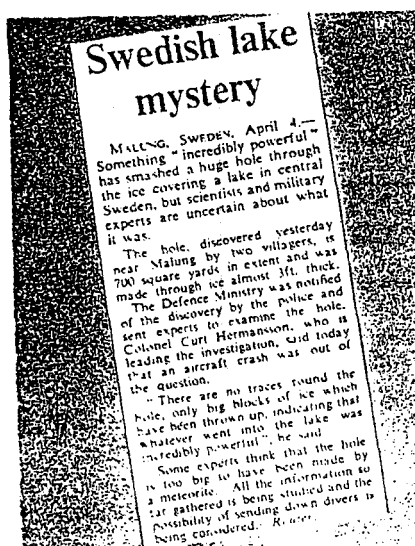 Swedish lake
mystery
MALUNG, SWEDEN, April 4.—
Something "incredibly powerful"
has smashed a huge hole through
the ice covering a lake in central
Sweden, but scientists and military
experts are uncertain about what
it was.
The hole, discovered yesterday
near Malung by two villagers, is
700 square yards in extent and was
made through ice almost 3ft. thick.
The Defence Ministry was notified
of the discovery by the police and
sent experts to examine the hole.
Colonel Curt Hermansson, who is
leading the investigation, said today
that an aircraft crash was out of
the question.
"There are no traces round the
hole, only big blocks of ice which
have been thrown up, indicating that
whatever went into the lake was
incredibly powerful", he said.
Some experts think that the hole
is too big to have been made by
a meteorite. All the information so
far gathered is being studied and the
possibility of sending down divers is
being considered.—Reuter.